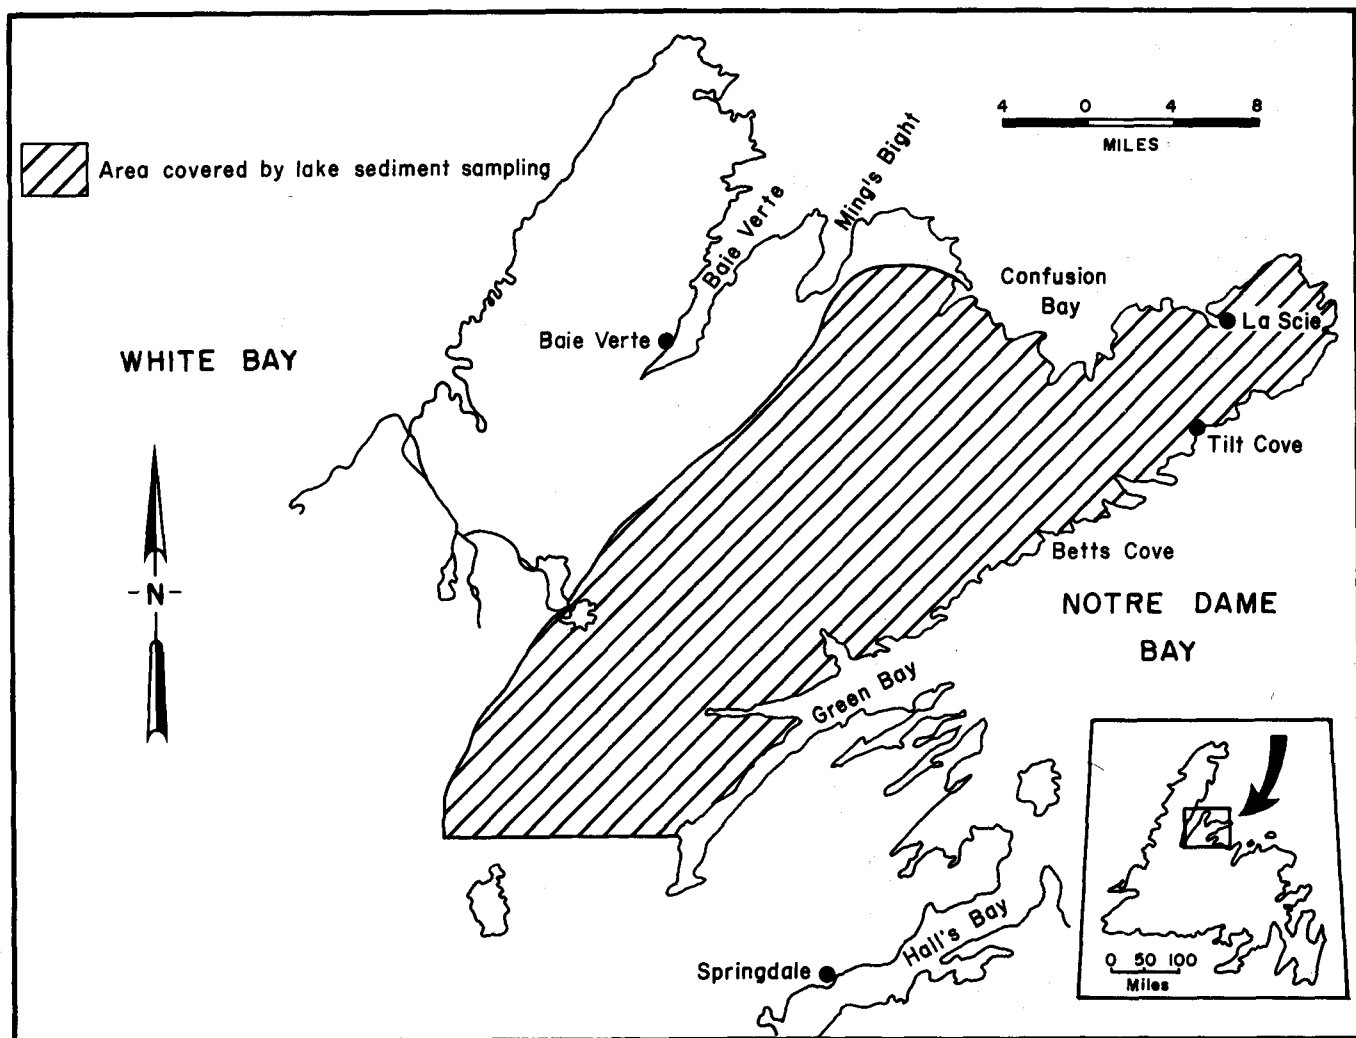 4 0 4 8
MILES
Area covered by lake sediment sampling
Ming's Bight
Baie Verte
Confusion
Bay
La Scie
Baie Verte
WHITE BAY
Tilt Cove
Betts Cove
-N-
NOTRE DAME
BAY
Green Bay
Hall's Bay
Springdale
0 50 100
Miles